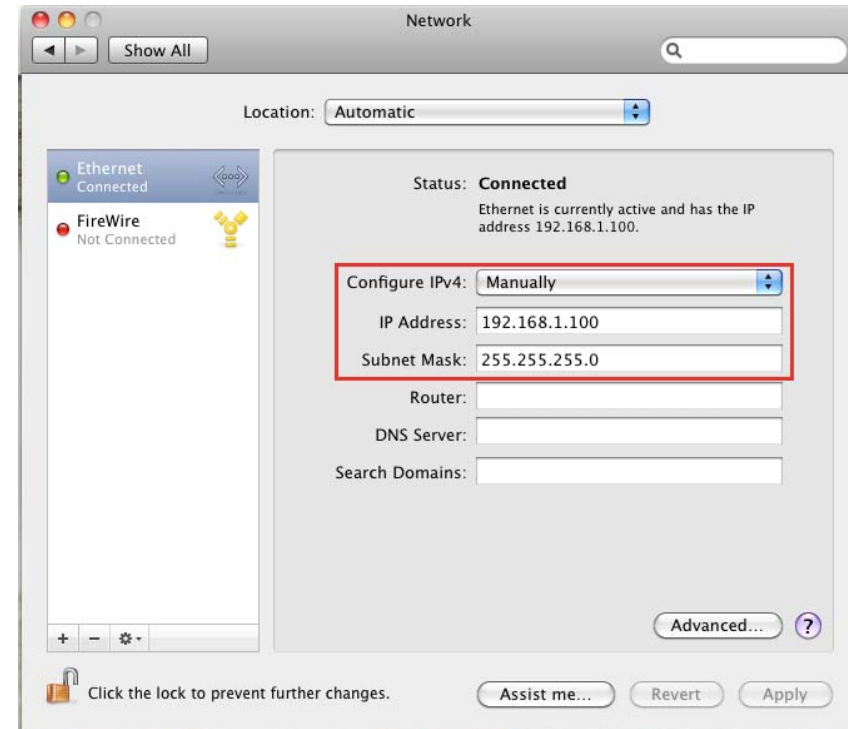 Network
Show All
Location: Automatic
Ethernet
Connected
FireWire
Not Connected
Status: Connected
Ethernet is currently active and has the IP
address 192.168.1.100.
Configure IPv4: Manually
IP Address: 192.168.1.100
Subnet Mask: 255.255.255.0
Router:
DNS Server:
Search Domains:
Advanced... ?
Click the lock to prevent further changes.
Assist me... Revert Apply